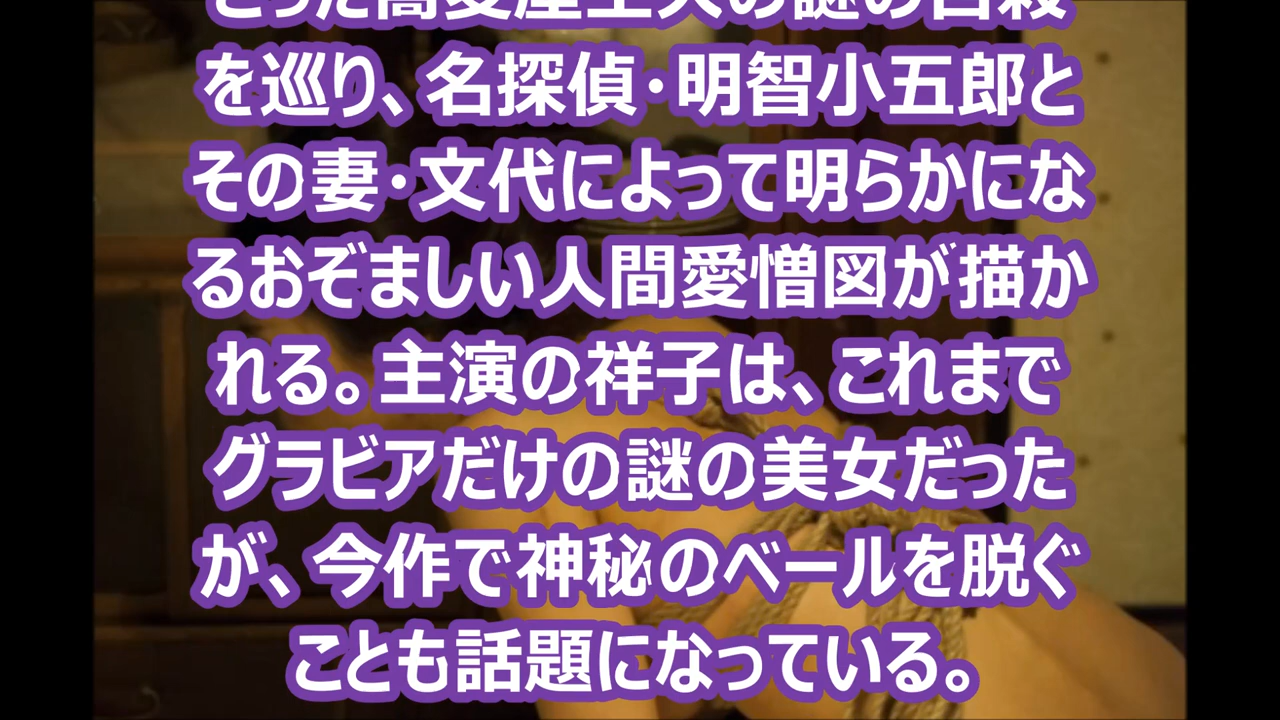 を巡り、名探偵・明智小五郎と
その妻・文代によって明らかにな
るおぞましい人間愛憎図が描か
れる。主演の祥子は、これまで
グラビアだけの謎の美女だった
が、今作で神秘のベールを脱ぐ
ことも話題になっている。